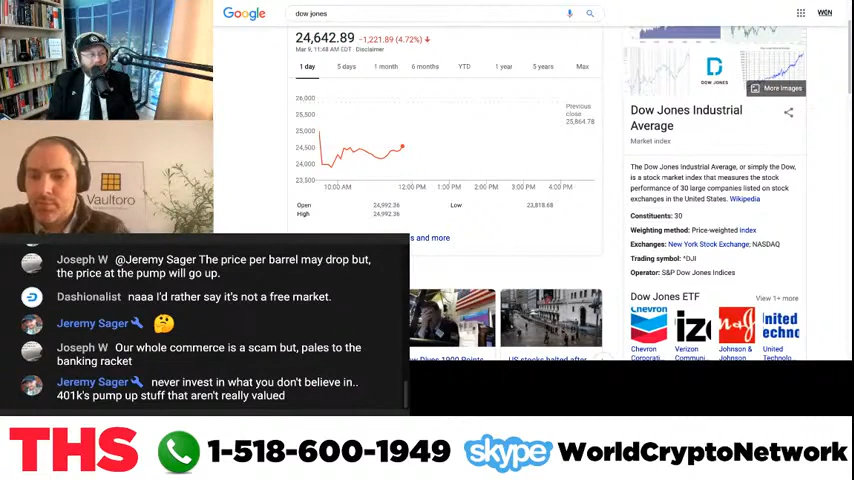 Google
dow jones
WCN
24,642.89 -1,221.89 (4.72%)
Mar 9, 11:48 AM EDT · Disclaimer
1 day 5 days 1 month 6 months YTD 1 year 5 years Max
26,000
25,500
25,000
24,500
24,000
23,500
Previous
close
25,864.78
10:00 AM 12:00 PM 1:00 PM 2:00 PM 3:00 PM 4:00 PM
Open 24,992.36 Low 23,818.68
High 24,992.36
s and more
US stocks halted after
DOW JONES
More images
Dow Jones Industrial
Average
Market index
The Dow Jones Industrial Average, or simply the Dow,
is a stock market index that measures the stock
performance of 30 large companies listed on stock
exchanges in the United States. Wikipedia
Constituents: 30
Weighting method: Price-weighted index
Exchanges: New York Stock Exchange; NASDAQ
Trading symbol: ^DJI
Operator: S&P Dow Jones Indices
Dow Jones ETF View 1+ more
Chevron
Chevron
Corporati...
Verizon
Communi...
Johnson &
Johnson
United
Technolo...
Vaultoro
Joseph W @Jeremy Sager The price per barrel may drop but,
the price at the pump will go up.
Dashionalist naaa I'd rather say it's not a free market.
Jeremy Sager
Joseph W Our whole commerce is a scam but, pales to the
banking racket
Jeremy Sager never invest in what you don't believe in..
401k's pump up stuff that aren't really valued
THS 1-518-600-1949 skype WorldCryptoNetwork